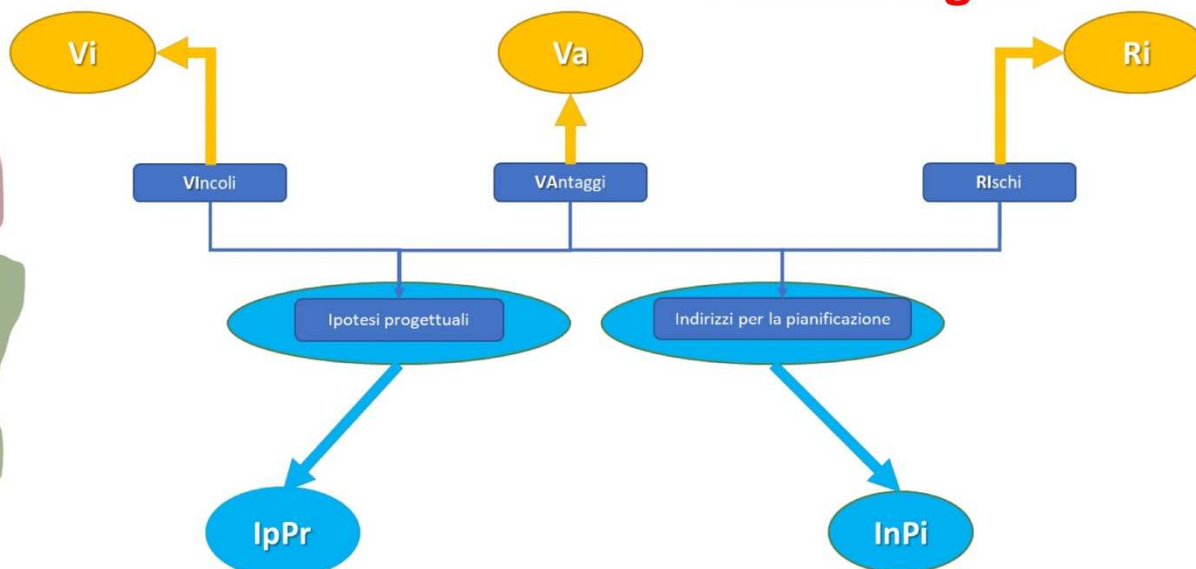 Vi
Va
Ri
VIncoli
VAntaggi
RIschi
Ipotesi progettuali
Indirizzi per la pianificazione
IpPr
InPi